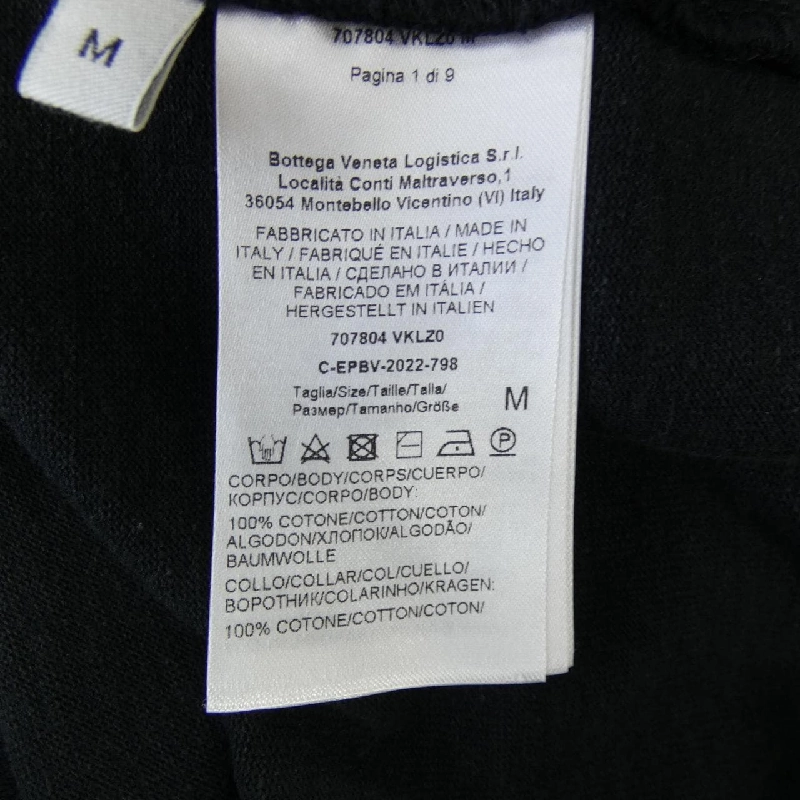 M
707804 VKLZ0 M
Pagina 1 di 9
Bottega Veneta Logistica S.r.l.
Località Conti Maltraverso,1
36054 Montebello Vicentino (VI) Italy
FABBRICATO IN ITALIA / MADE IN
ITALY / FABRIQUÉ EN ITALIE / HECHO
EN ITALIA / СДЕЛАНО В ИТАЛИИ /
FABRICADO EM ITÁLIA /
HERGESTELLT IN ITALIEN
707804 VKLZ0
C-EPBV-2022-798
Taglia/Size/Taille/Talla/
Размер/Tamanho/Größe M
P
CORPO/BODY/CORPS/CUERPO/
КОРПУС/CORPO/BODY:
100% COTONE/COTTON/COTON/
ALGODON/ХЛОПОК/ALGODÃO/
BAUMWOLLE
COLLO/COLLAR/COL/CUELLO/
ВОРОТНИК/COLARINHO/KRAGEN:
100% COTONE/COTTON/COTON/